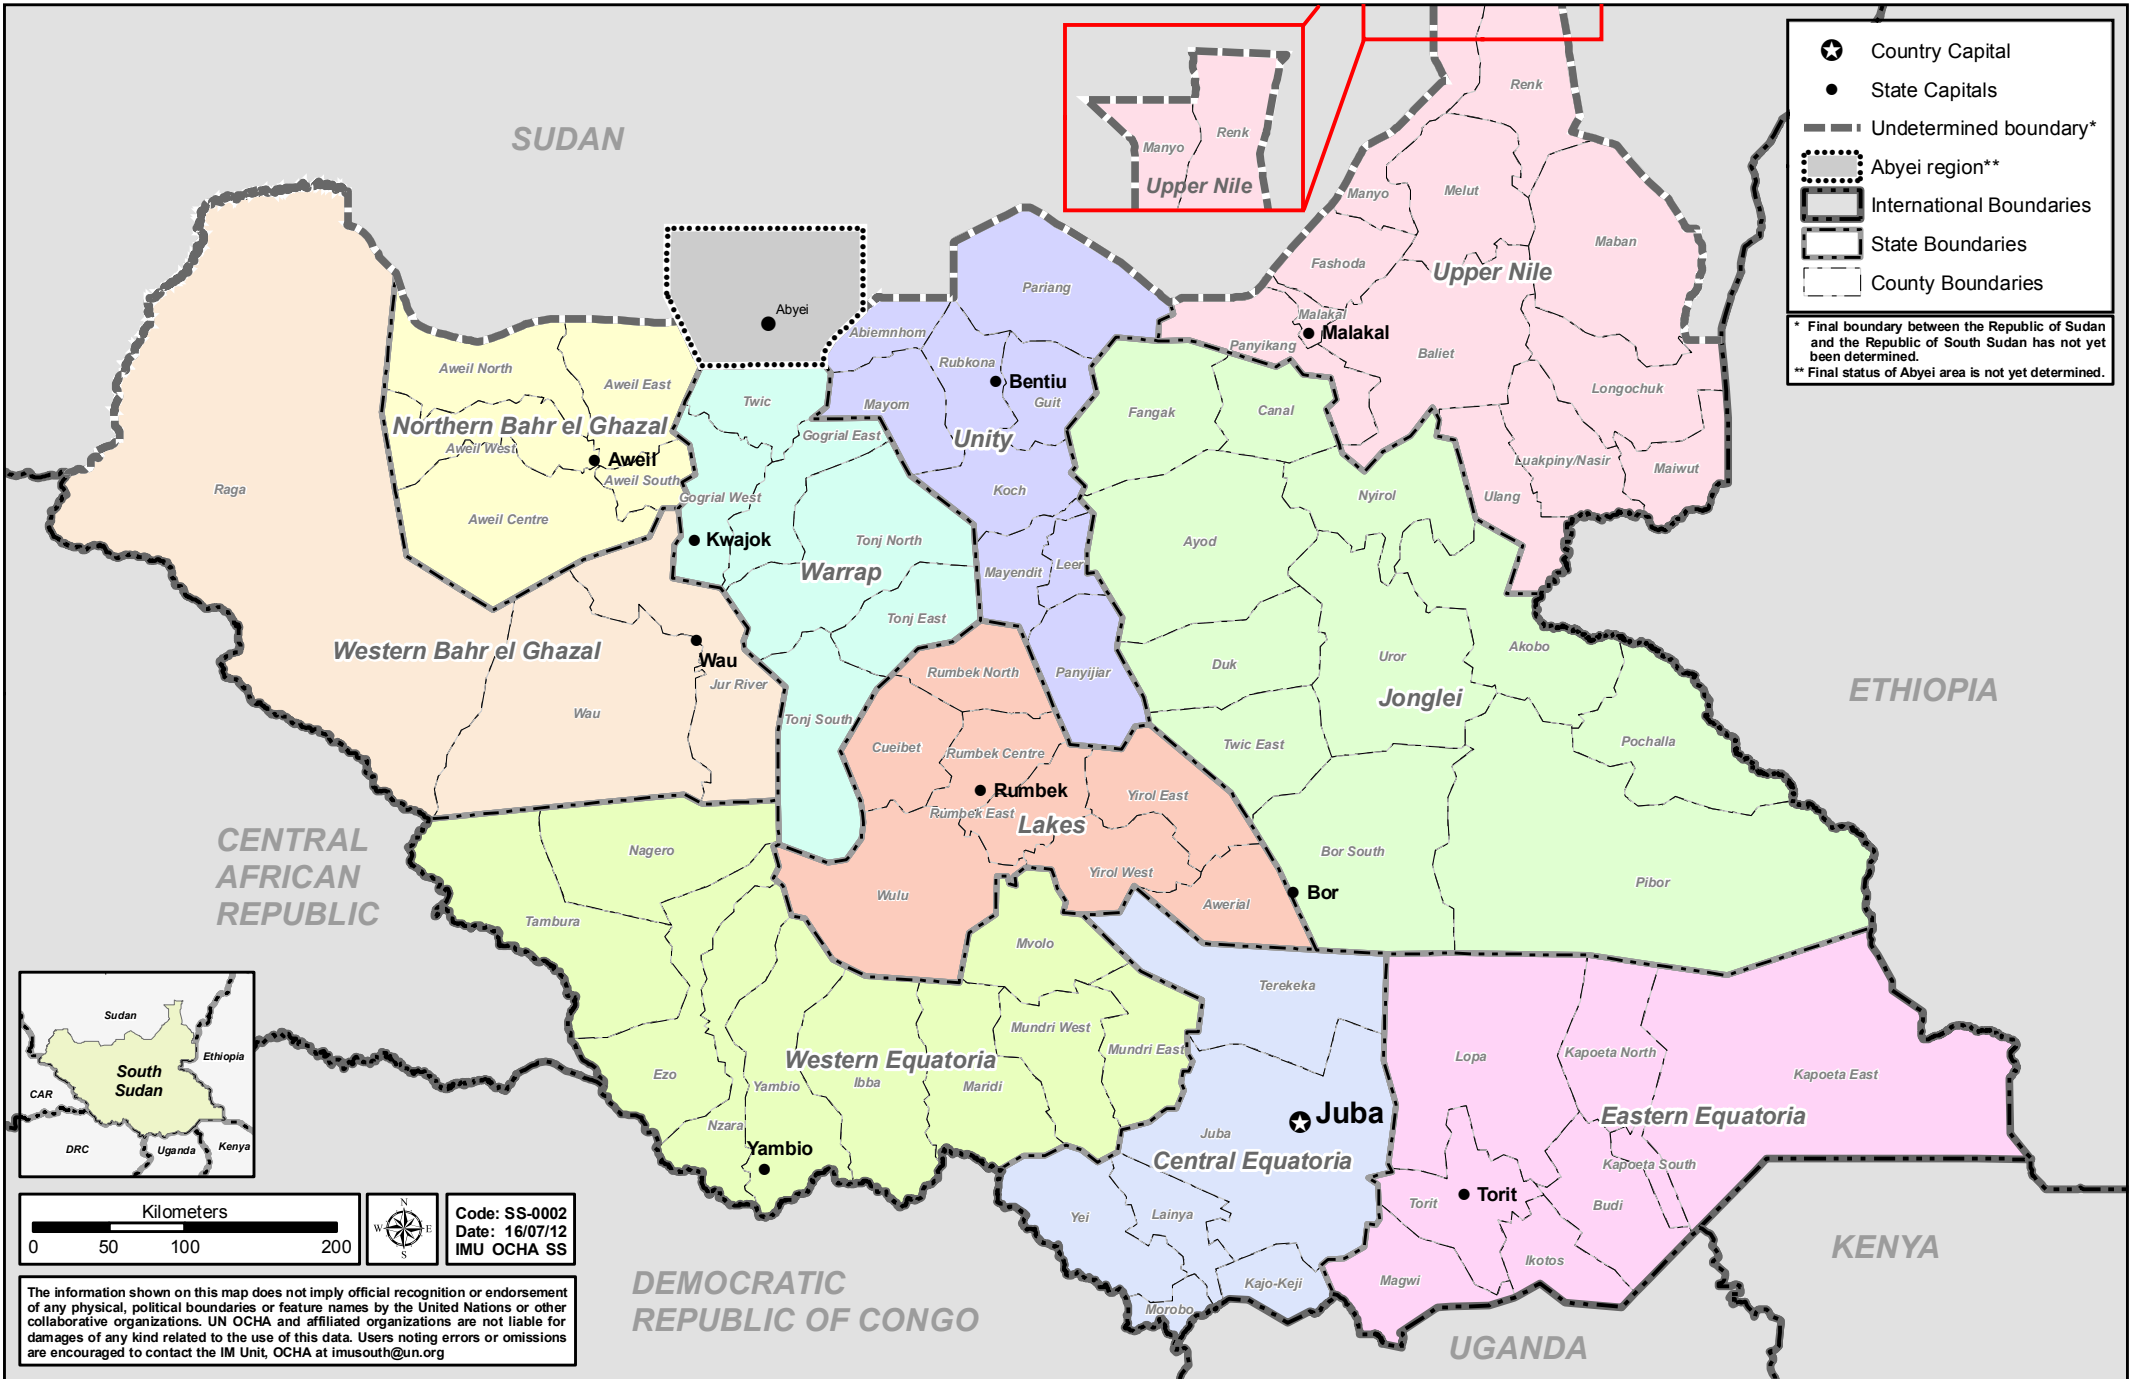 SUDAN
Manyo
Renk
Upper Nile
Renk
Manyo
Melut
Maban
Fashoda
Upper Nile
Malakal
Malakal
Panyikang
Baliet
Longochuk
Luakpiny/Nasir
Maiwut
Ulang
Country Capital
State Capitals
Undetermined boundary*
Abyei region**
International Boundaries
State Boundaries
County Boundaries
* Final boundary between the Republic of Sudan
and the Republic of South Sudan has not yet
been determined.
** Final status of Abyei area is not yet determined.
Abyei
Pariang
Abiemnhom
Rubkona
Bentiu
Guit
Mayom
Unity
Koch
Mayendit
Leer
Panyijiar
Aweil North
Aweil East
Northern Bahr el Ghazal
Aweil West
Aweil
Aweil South
Aweil Centre
Twic
Gogrial East
Gogrial West
Kwajok
Tonj North
Warrap
Tonj East
Tonj South
Raga
Western Bahr el Ghazal
Wau
Jur River
Wau
Fangak
Canal
Nyirol
Ayod
Akobo
Duk
Uror
Jonglei
Twic East
Pochalla
Bor South
Pibor
Bor
ETHIOPIA
Rumbek North
Cueibet
Rumbek Centre
Rumbek
Rumbek East
Lakes
Yirol East
Yirol West
Wulu
Awerial
CENTRAL
AFRICAN
REPUBLIC
Nagero
Tambura
Mvolo
Mundri West
Mundri East
Western Equatoria
Ezo
Yambio
Ibba
Maridi
Nzara
Yambio
Terekeka
Juba
Juba
Central Equatoria
Yei
Lainya
Kajo-Keji
Morobo
Lopa
Kapoeta North
Kapoeta East
Eastern Equatoria
Kapoeta South
Torit
Torit
Budi
Ikotos
Magwi
KENYA
UGANDA
DEMOCRATIC
REPUBLIC OF CONGO
Sudan
Ethiopia
South
Sudan
CAR
DRC
Uganda
Kenya
Kilometers
0 50 100 200
N
W E
S
Code: SS-0002
Date: 16/07/12
IMU OCHA SS
The information shown on this map does not imply official recognition or endorsement
of any physical, political boundaries or feature names by the United Nations or other
collaborative organizations. UN OCHA and affiliated organizations are not liable for
damages of any kind related to the use of this data. Users noting errors or omissions
are encouraged to contact the IM Unit, OCHA at imusouth@un.org